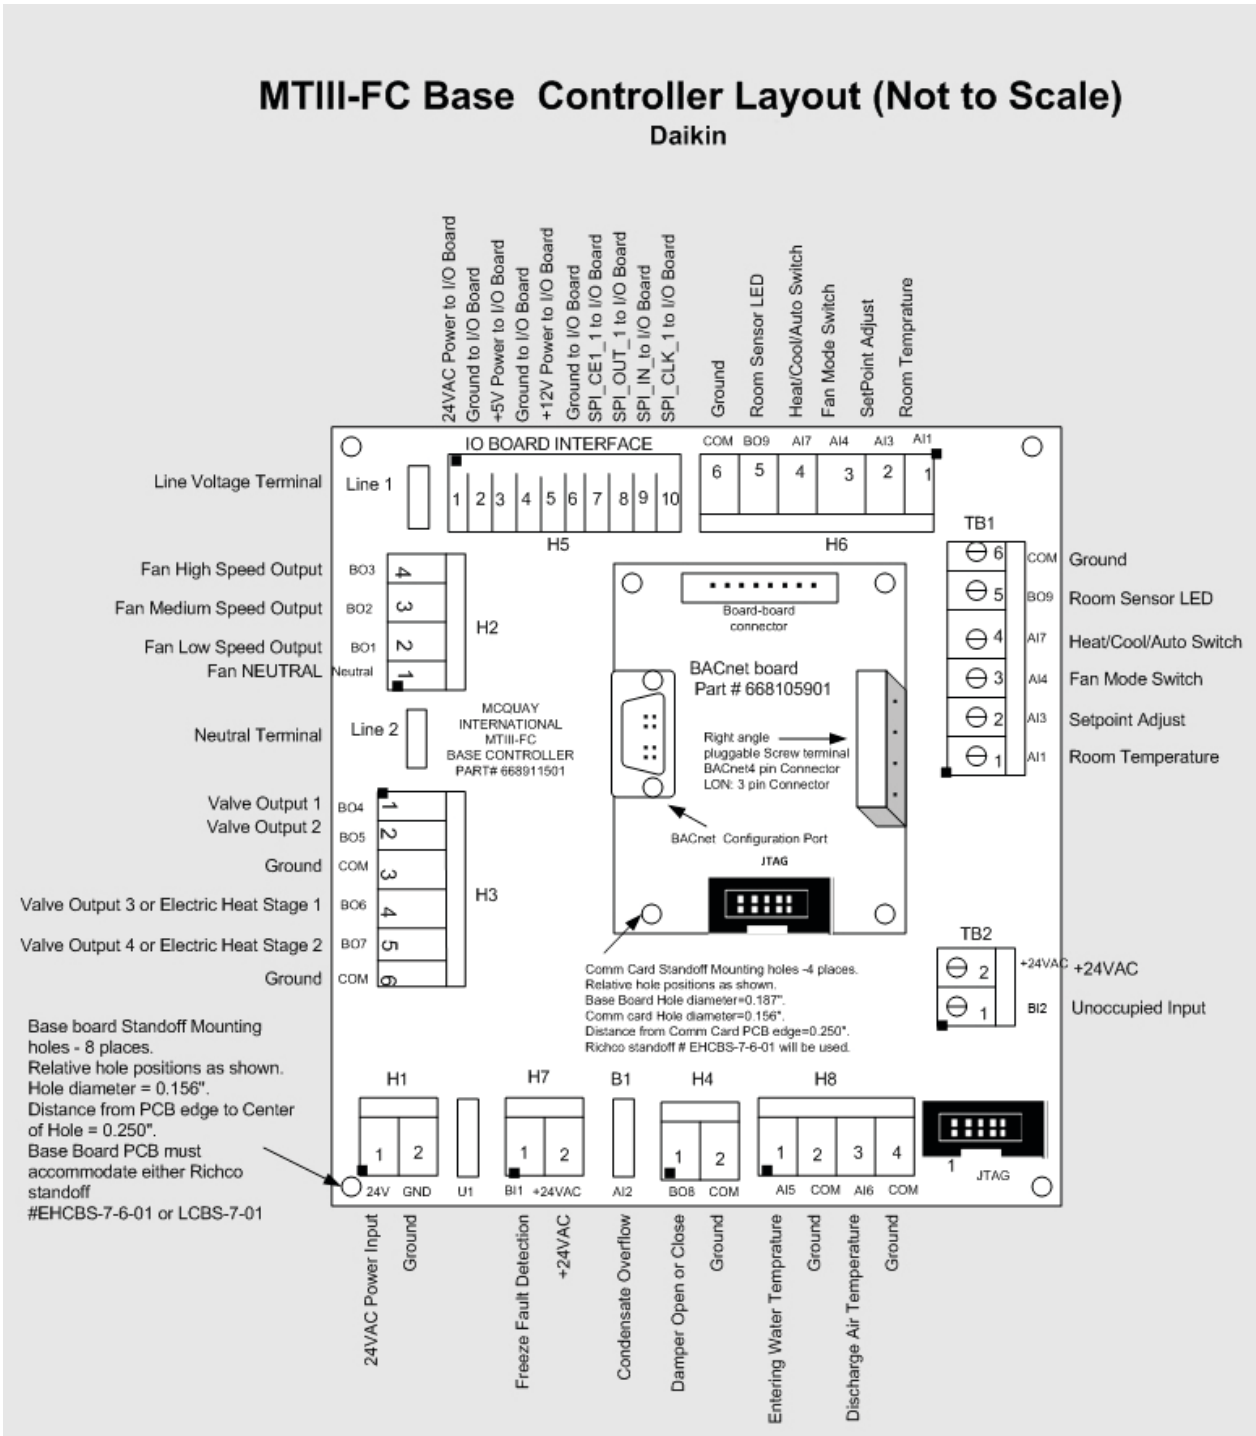 MTIII-FC Base Controller Layout (Not to Scale)
Daikin
24VAC Power to I/O Board
Ground to I/O Board
+5V Power to I/O Board
Ground to I/O Board
+12V Power to I/O Board
Ground to I/O Board
SPI_CE1_1 to I/O Board
SPI_OUT_1 to I/O Board
SPI_IN_to I/O Board
SPI_CLK_1 to I/O Board
Ground
Room Sensor LED
Heat/Cool/Auto Switch
Fan Mode Switch
SetPoint Adjust
Room Temprature
IO BOARD INTERFACE
1 2 3 4 5 6 7 8 9 10
H5
COM BO9 AI7 AI4 AI3 AI1
6 5 4 3 2 1
H6
Line Voltage Terminal
Line 1
Fan High Speed Output BO3 4
Fan Medium Speed Output BO2 3
Fan Low Speed Output BO1 2
Fan NEUTRAL Neutral 1
H2
Neutral Terminal
Line 2
MCQUAY
INTERNATIONAL
MTIII-FC
BASE CONTROLLER
PART# 668911501
Valve Output 1 BO4 1
Valve Output 2 BO5 2
Ground COM 3
Valve Output 3 or Electric Heat Stage 1 BO6 4
Valve Output 4 or Electric Heat Stage 2 BO7 5
Ground COM 6
H3
Board-board
connector
BACnet board
Part # 668105901
Right angle
pluggable Screw terminal
BACnet4 pin Connector
LON: 3 pin Connector
BACnet Configuration Port
JTAG
TB1
6 COM Ground
5 BO9 Room Sensor LED
4 AI7 Heat/Cool/Auto Switch
3 AI4 Fan Mode Switch
2 AI3 Setpoint Adjust
1 AI1 Room Temperature
TB2
2 +24VAC +24VAC
1 BI2 Unoccupied Input
Comm Card Standoff Mounting holes -4 places.
Relative hole positions as shown.
Base Board Hole diameter=0.187".
Comm card Hole diameter=0.156".
Distance from Comm Card PCB edge=0.250".
Richco standoff # EHCBS-7-6-01 will be used.
Base board Standoff Mounting
holes - 8 places.
Relative hole positions as shown.
Hole diameter = 0.156".
Distance from PCB edge to Center
of Hole = 0.250".
Base Board PCB must
accommodate either Richco
standoff
#EHCBS-7-6-01 or LCBS-7-01
H1
1 2
24V GND
24VAC Power Input
Ground
U1
H7
1 2
BI1 +24VAC
Freeze Fault Detection
+24VAC
B1
AI2
Condensate Overflow
H4
1 2
BO8 COM
Damper Open or Close
Ground
H8
1 2 3 4
AI5 COM AI6 COM
Entering Water Temprature
Ground
Discharge Air Temperature
Ground
1
JTAG